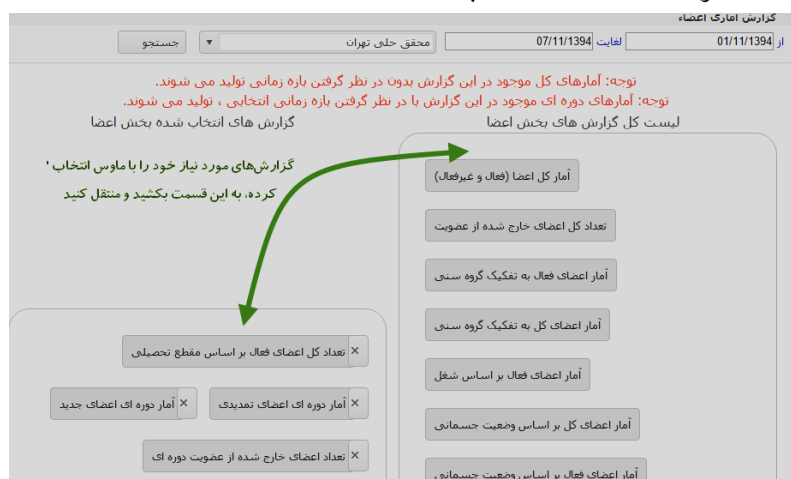 گزارش آماری اعضاء
از 01/11/1394 لغایت 07/11/1394 محقق حلی تهران جستجو
توجه: آمارهای کل موجود در این گزارش بدون در نظر گرفتن بازه زمانی تولید می شوند.
توجه: آمارهای دوره ای موجود در این گزارش با در نظر گرفتن بازه زمانی انتخابی ، تولید می شوند.
لیست کل گزارش های بخش اعضا
آمار کل اعضا (فعال و غیرفعال)
تعداد کل اعضای خارج شده از عضویت
آمار اعضای فعال به تفکیک گروه سنی
آمار اعضای کل به تفکیک گروه سنی
آمار اعضای فعال بر اساس شغل
آمار اعضای کل بر اساس وضعیت جسمانی
آمار اعضای فعال بر اساس وضعیت جسمانی
گزارش های انتخاب شده بخش اعضا
گزارش‌های مورد نیاز خود را با ماوس انتخاب '
کرده، به این قسمت بکشید و منتقل کنید
× تعداد کل اعضای فعال بر اساس مقطع تحصیلی
× آمار دوره ای اعضای تمدیدی × آمار دوره ای اعضای جدید
× تعداد اعضای خارج شده از عضویت دوره ای